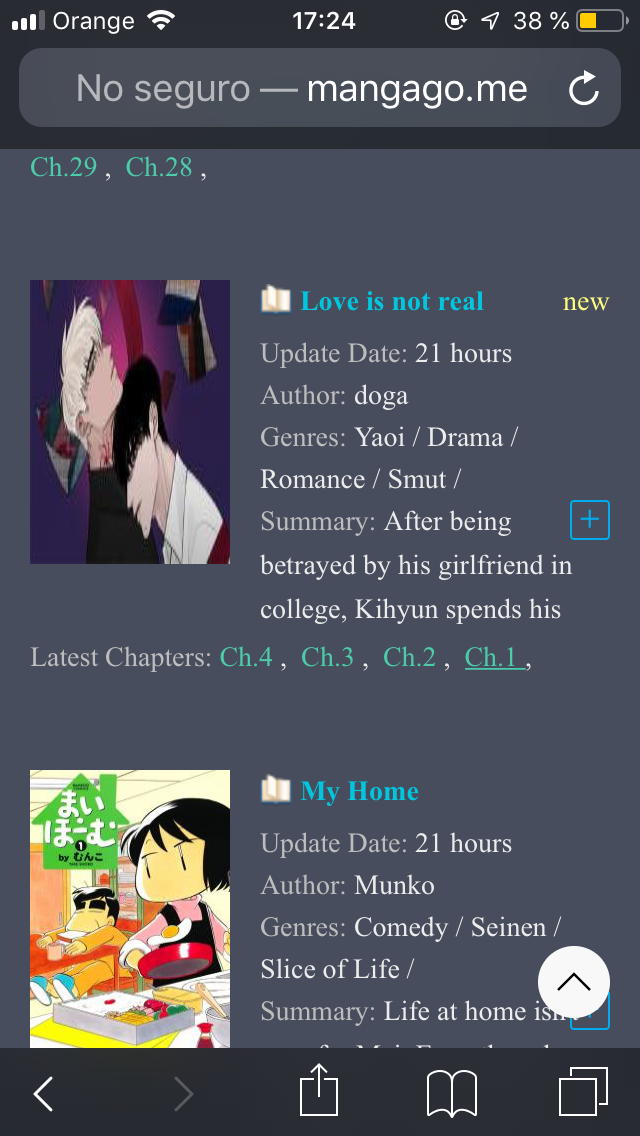 Orange 17:24 38 %
No seguro — mangago.me
Ch.29 , Ch.28 ,
Love is not real new
Update Date: 21 hours
Author: doga
Genres: Yaoi / Drama /
Romance / Smut /
Summary: After being
betrayed by his girlfriend in
college, Kihyun spends his
Latest Chapters: Ch.4 , Ch.3 , Ch.2 , Ch.1 ,
まい
ほーむ
1
by むんこ
My Home
Update Date: 21 hours
Author: Munko
Genres: Comedy / Seinen /
Slice of Life /
Summary: Life at home